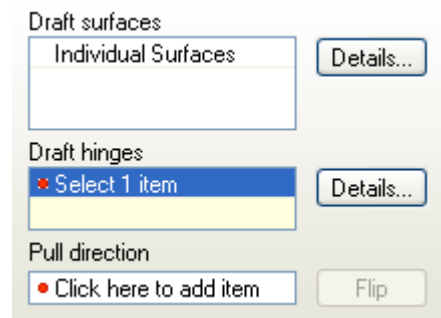 Draft surfaces
Individual Surfaces
Details...
Draft hinges
Select 1 item
Details...
Pull direction
Click here to add item
Flip